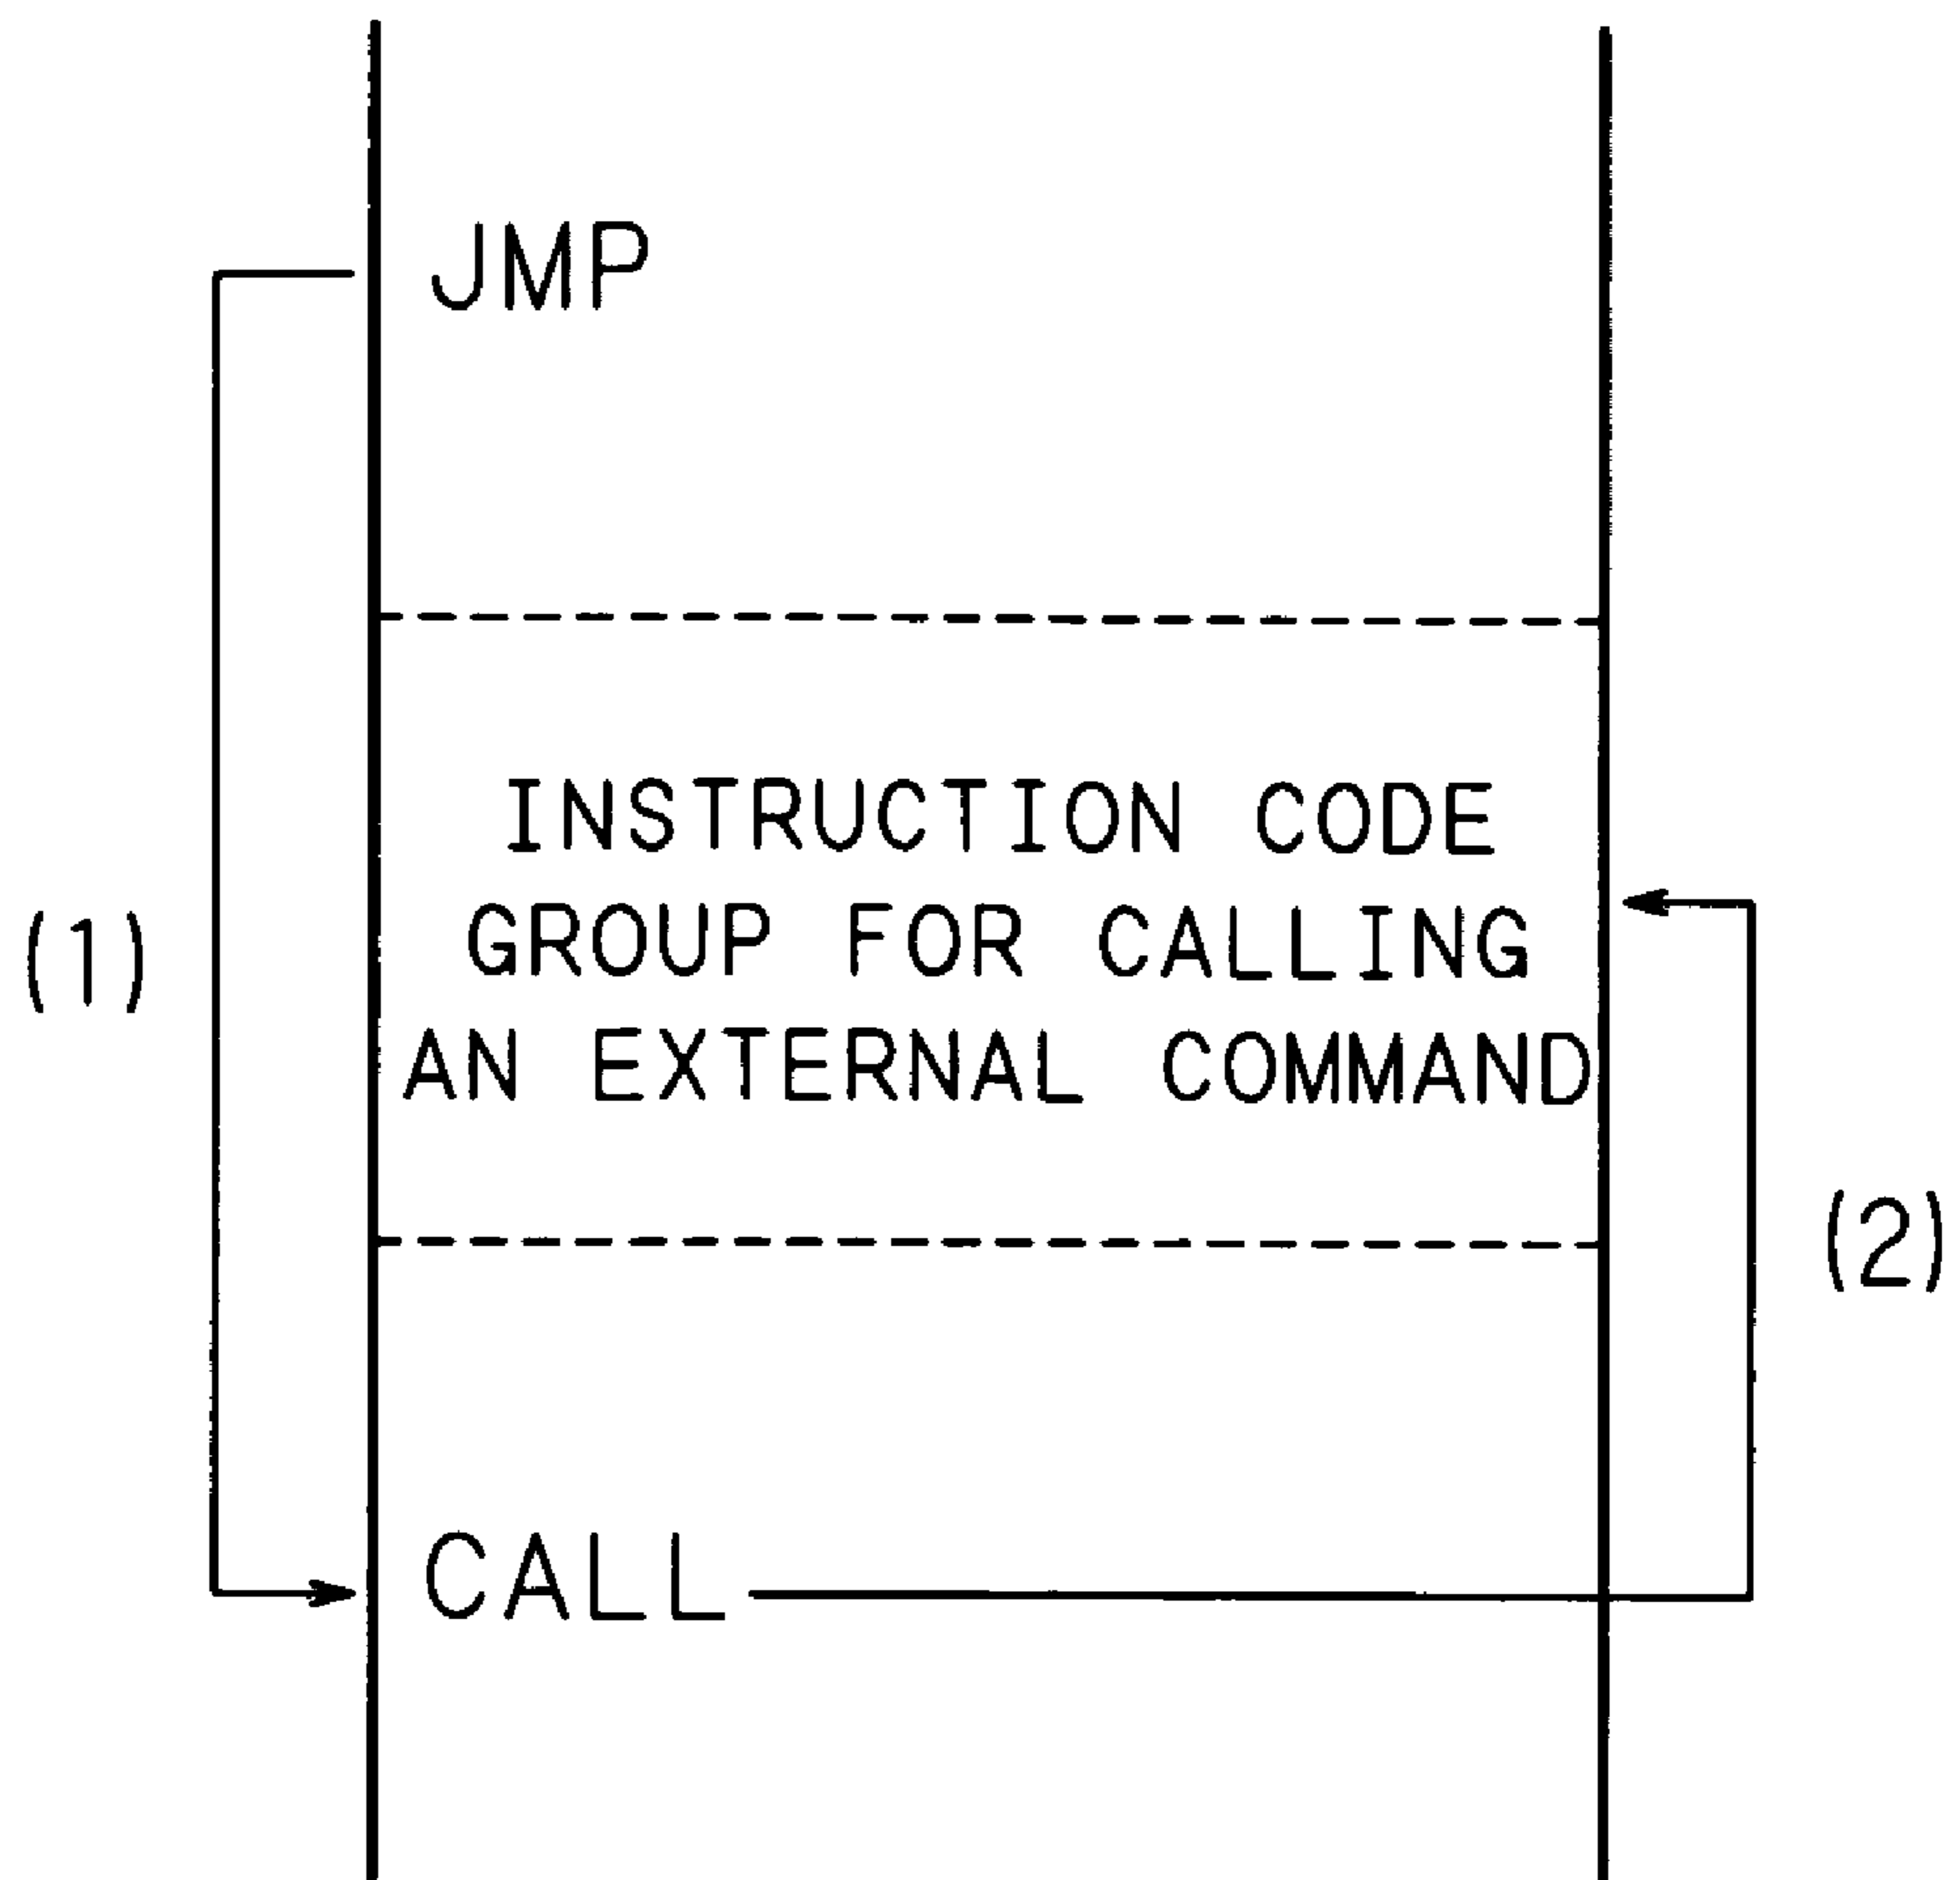 JMP
INSTRUCTION CODE
GROUP FOR CALLING
AN EXTERNAL COMMAND
(1)
(2)
CALL